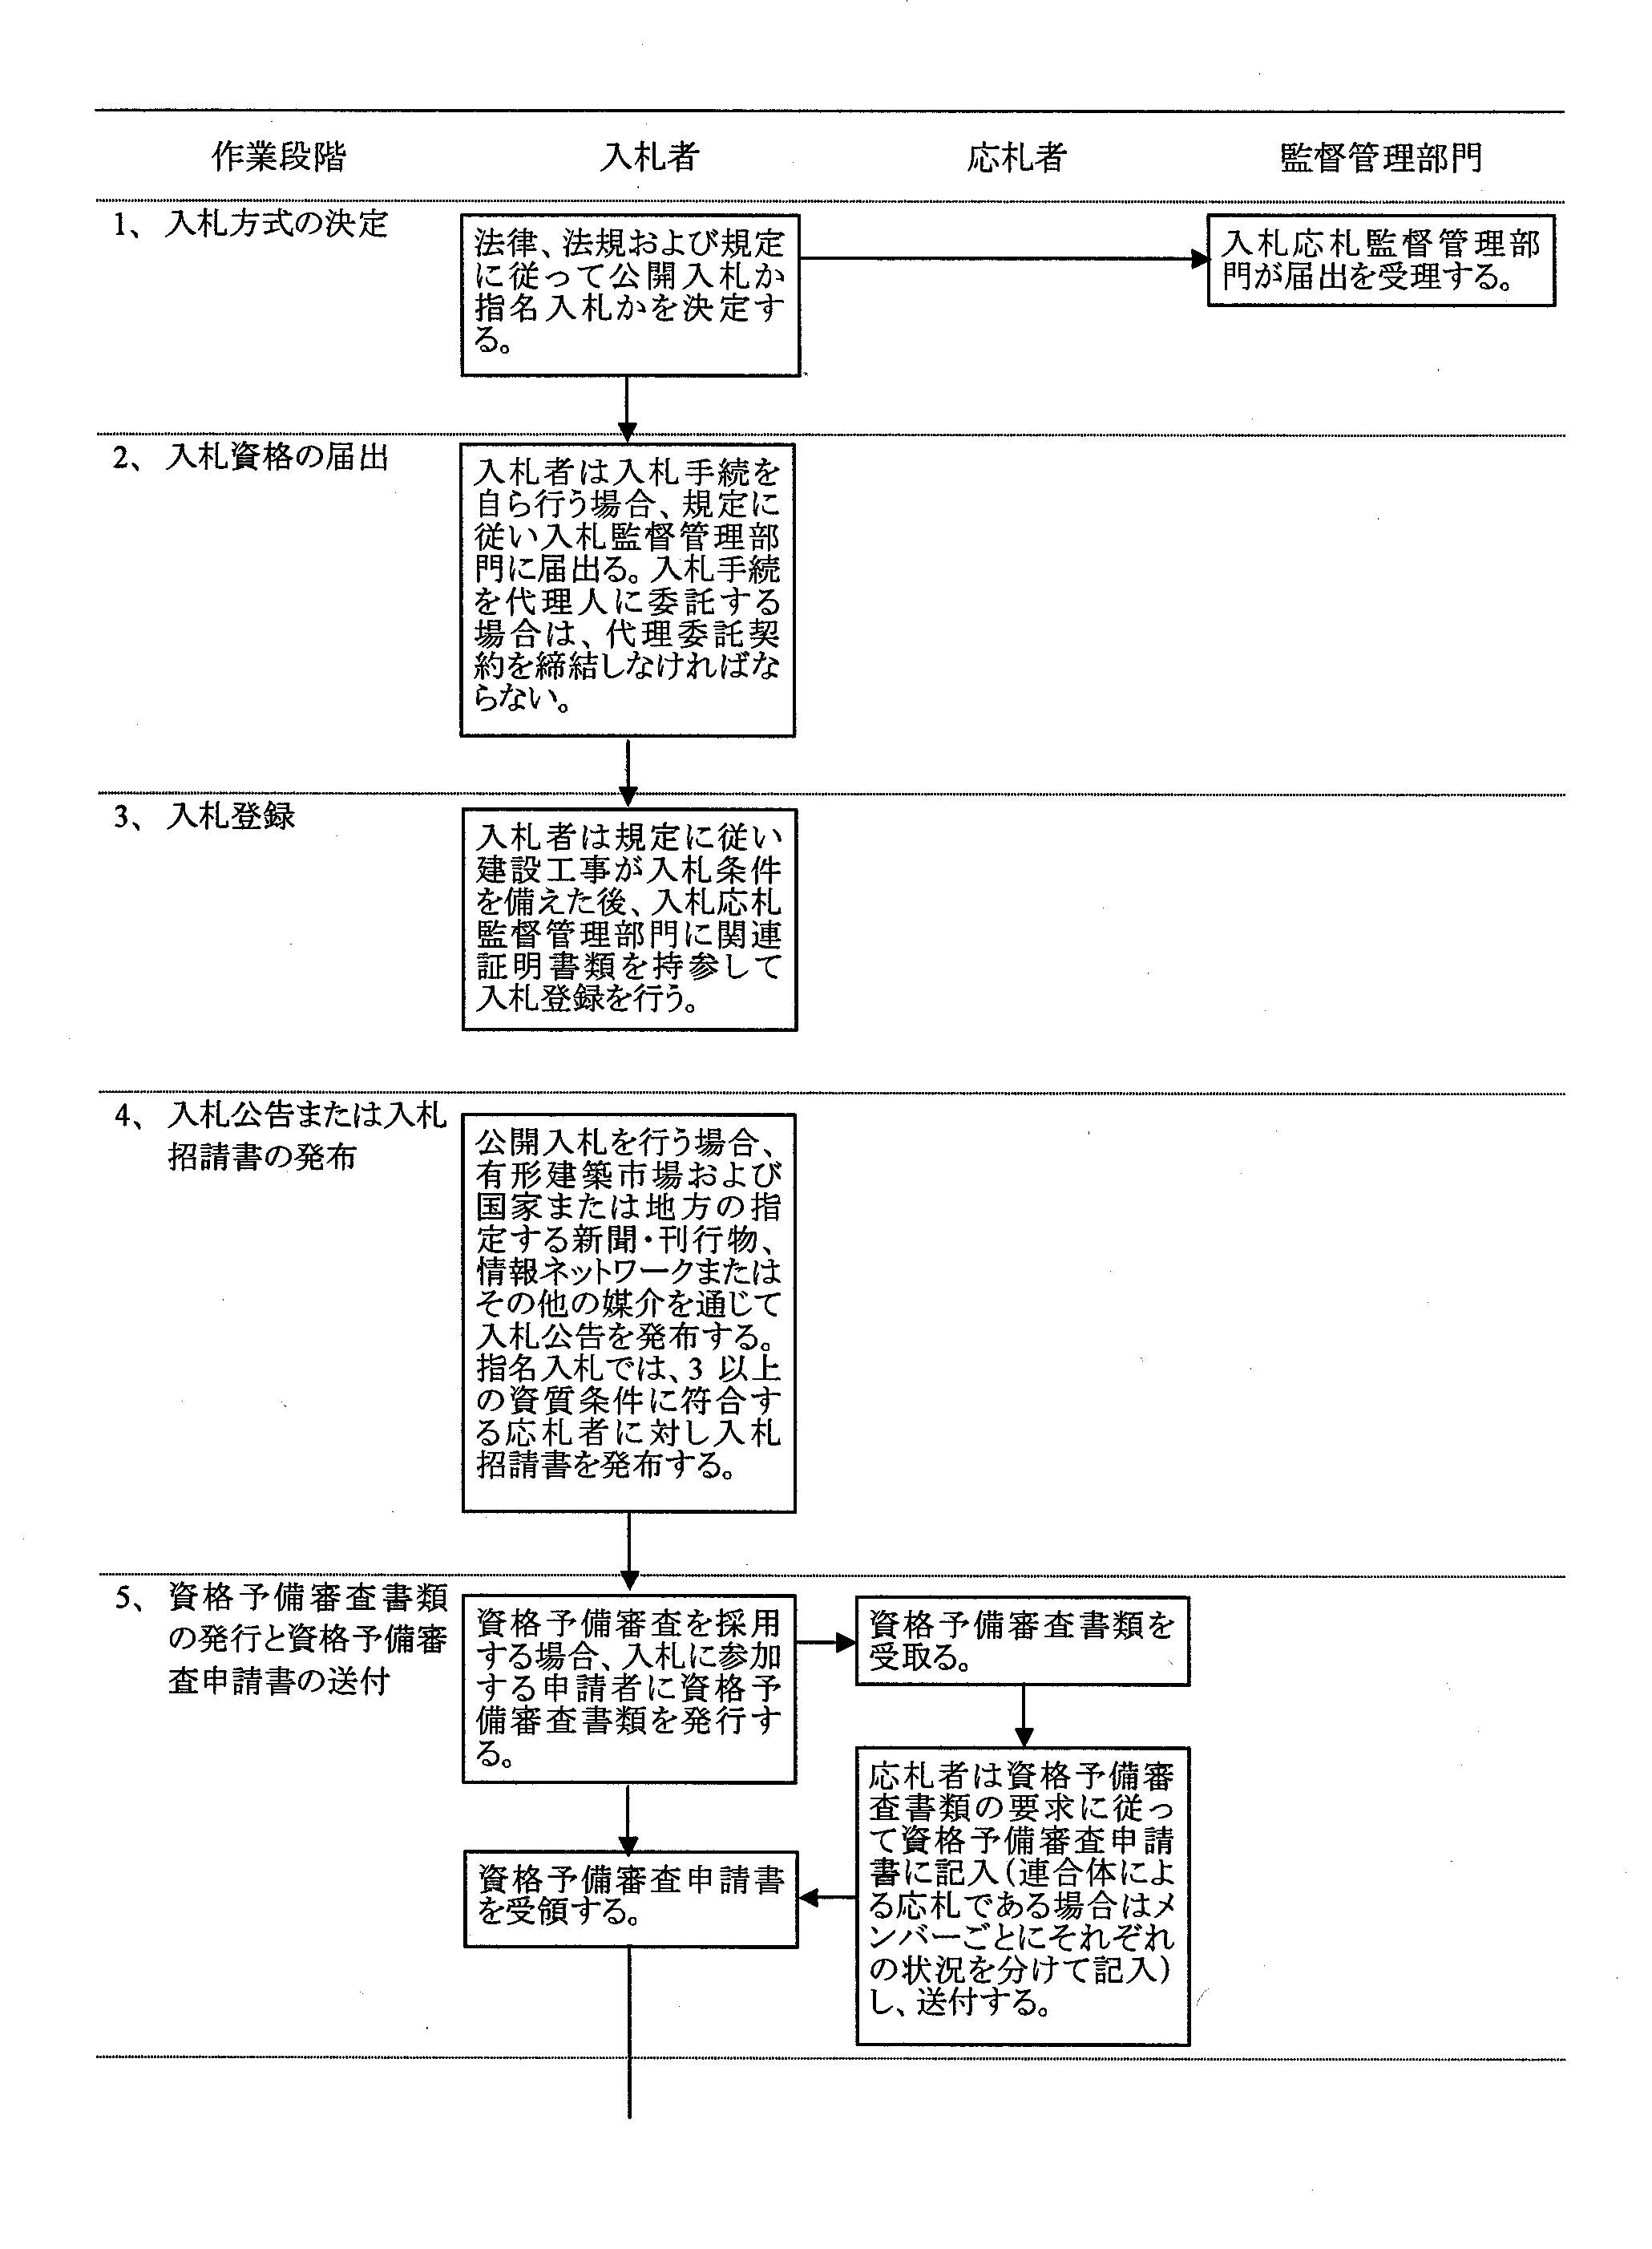 作業段階 入札者 応札者 監督管理部門
1、入札方式の決定
法律、法規および規定
に従って公開入札か
指名入札かを決定す
る。
入札応札監督管理部
門が届出を受理する。
2、入札資格の届出
入札者は入札手続を
自ら行う場合、規定に
従い入札監督管理部
門に届出る。入札手続
を代理人に委託する
場合は、代理委託契
約を締結しなければな
らない。
3、入札登録
入札者は規定に従い
建設工事が入札条件
を備えた後、入札応札
監督管理部門に関連
証明書類を持参して
入札登録を行う。
4、入札公告または入札
招請書の発布
公開入札を行う場合、
有形建築市場および
国家または地方の指
定する新聞・刊行物、
情報ネットワークまたは
その他の媒介を通じて
入札公告を発布する。
指名入札では、3 以上
の資質条件に符合す
る応札者に対し入札
招請書を発布する。
5、資格予備審査書類
の発行と資格予備審
査申請書の送付
資格予備審査を採用
する場合、入札に参加
する申請者に資格予
備審査書類を発行す
る。
資格予備審査書類を
受取る。
応札者は資格予備審
査書類の要求に従っ
て資格予備審査申請
書に記入(連合体によ
る応札である場合はメ
ンバーごとにそれぞれ
の状況を分けて記入)
し、送付する。
資格予備審査申請書
を受領する。